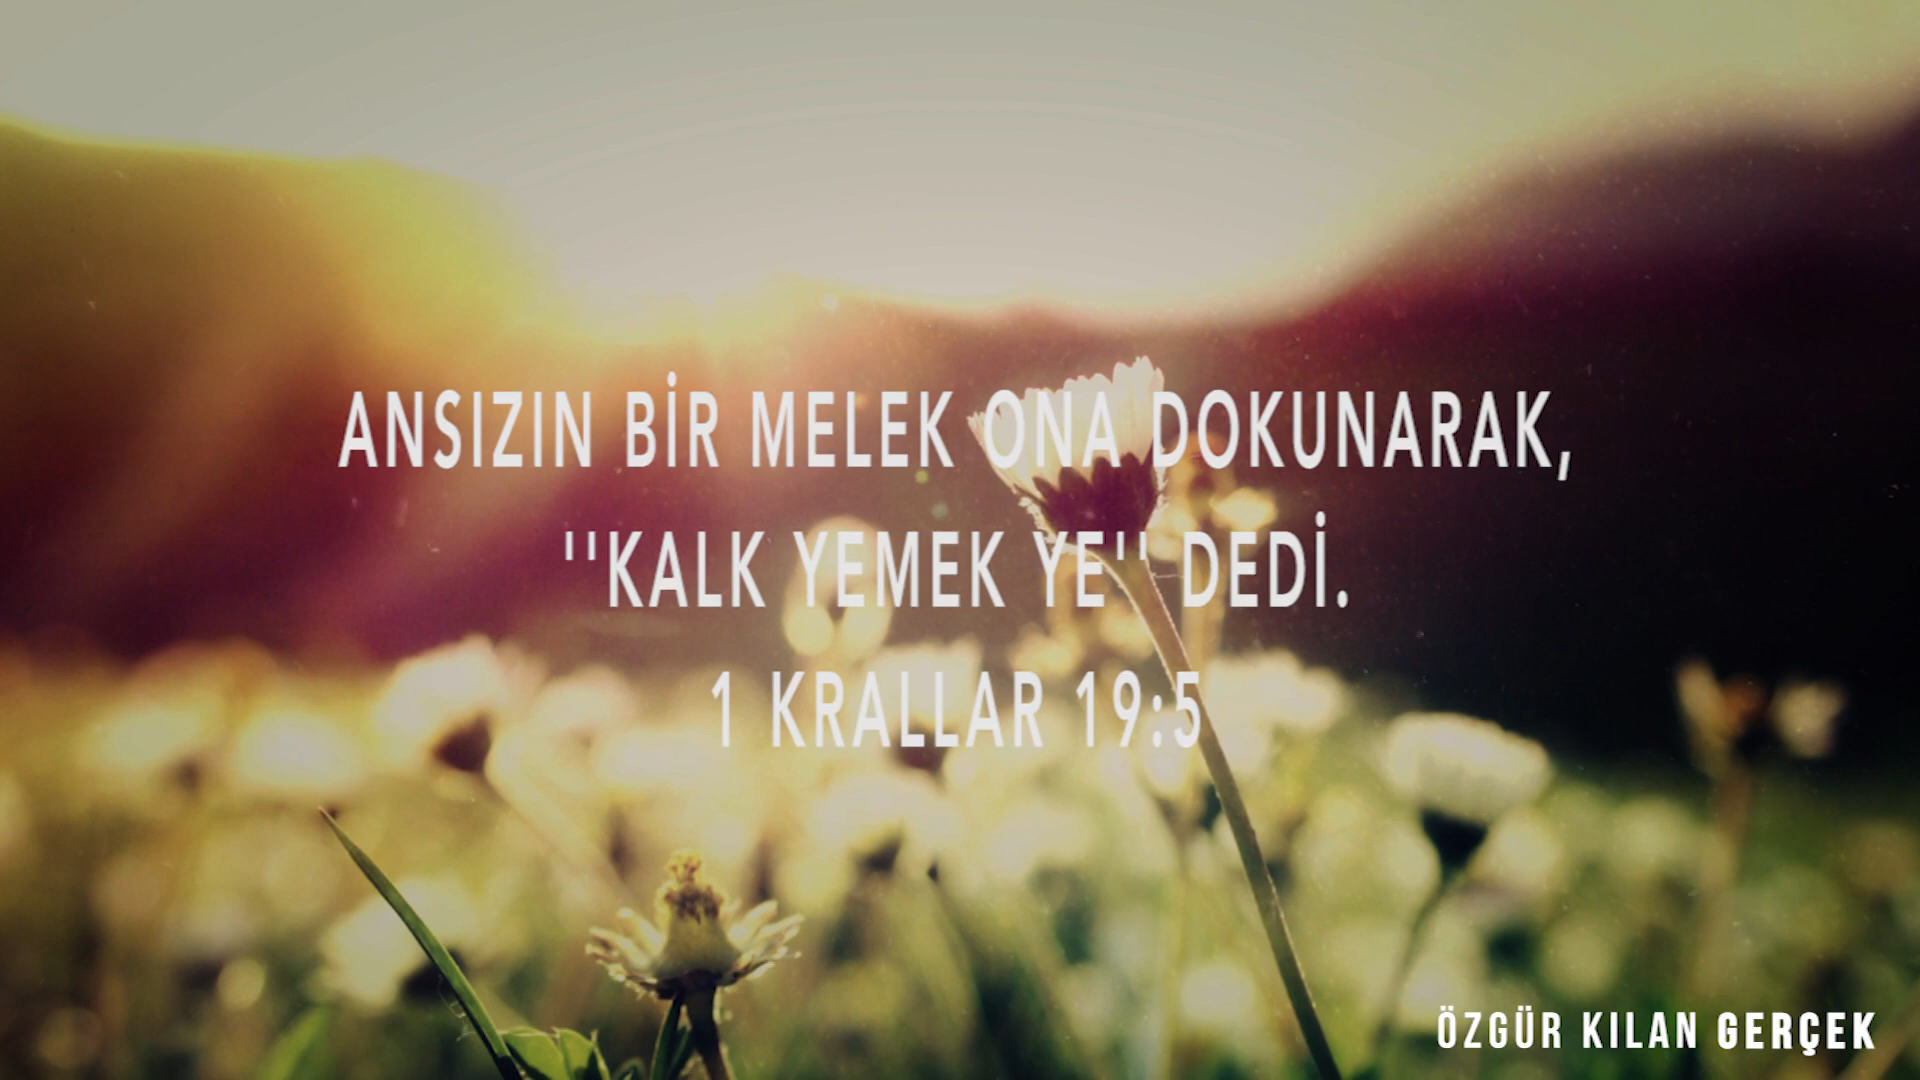 ANSIZIN BİR MELEK ONA DOKUNARAK,
''KALK YEMEK YE'' DEDİ.
1 KRALLAR 19:5
ÖZGÜR KILAN GERÇEK